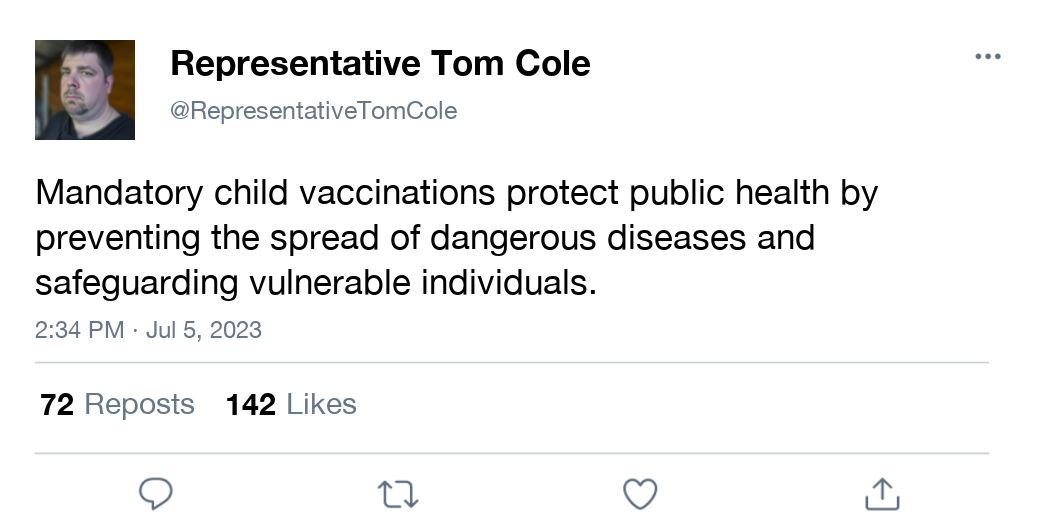 Representative Tom Cole
@RepresentativeTomCole
Mandatory child vaccinations protect public health by
preventing the spread of dangerous diseases and
safeguarding vulnerable individuals.
2:34 PM · Jul 5, 2023
72 Reposts 142 Likes